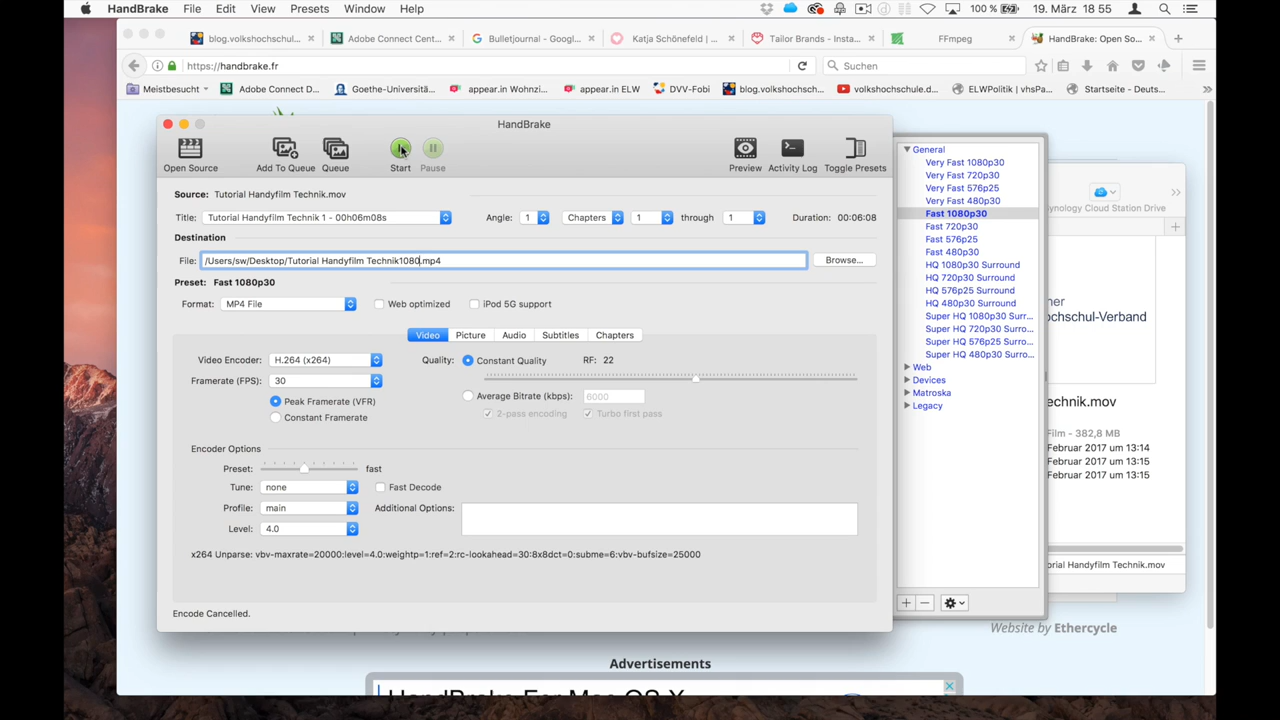 HandBrake File Edit View Presets Window Help 100 % 19. März 18 55
blog.volkshochschul... Adobe Connect Cent... Bulletjournal - Googl... Katja Schönefeld | ... Tailor Brands - Insta... FFmpeg HandBrake: Open So...
https://handbrake.fr Suchen
Meistbesucht Adobe Connect D... Goethe-Universitä... appear.in Wohnzi... appear.in ELW DVV-Fobi blog.volkshochsch... volkshochschule.d... ELWPolitik | vhsPa... Startseite - Deuts...
HandBrake
Open Source Add To Queue Queue Start Pause Preview Activity Log Toggle Presets
Source: Tutorial Handyfilm Technik.mov
Title: Tutorial Handyfilm Technik 1 - 00h06m08s Angle: 1 Chapters 1 through 1 Duration: 00:06:08
Destination
File: /Users/sw/Desktop/Tutorial Handyfilm Technik1080.mp4 Browse...
Preset: Fast 1080p30
Format: MP4 File Web optimized iPod 5G support
Video Picture Audio Subtitles Chapters
Video Encoder: H.264 (x264) Quality: Constant Quality RF: 22
Framerate (FPS): 30
Peak Framerate (VFR) Average Bitrate (kbps): 6000
Constant Framerate 2-pass encoding Turbo first pass
Encoder Options
Preset: fast
Tune: none Fast Decode
Profile: main Additional Options:
Level: 4.0
x264 Unparse: vbv-maxrate=20000:level=4.0:weightp=1:ref=2:rc-lookahead=30:8x8dct=0:subme=6:vbv-bufsize=25000
Encode Cancelled.
General
Very Fast 1080p30
Very Fast 720p30
Very Fast 576p25
Very Fast 480p30
Fast 1080p30
Fast 720p30
Fast 576p25
Fast 480p30
HQ 1080p30 Surround
HQ 720p30 Surround
HQ 576p25 Surround
HQ 480p30 Surround
Super HQ 1080p30 Surr...
Super HQ 720p30 Surro...
Super HQ 576p25 Surro...
Super HQ 480p30 Surro...
Web
Devices
Matroska
Legacy
ynology Cloud Station Drive
ner
ochschul-Verband
echnik.mov
Film - 382,8 MB
Februar 2017 um 13:14
Februar 2017 um 13:15
Februar 2017 um 13:15
orial Handyfilm Technik.mov
Website by Ethercycle
Advertisements
HandBrake For Mac OS X